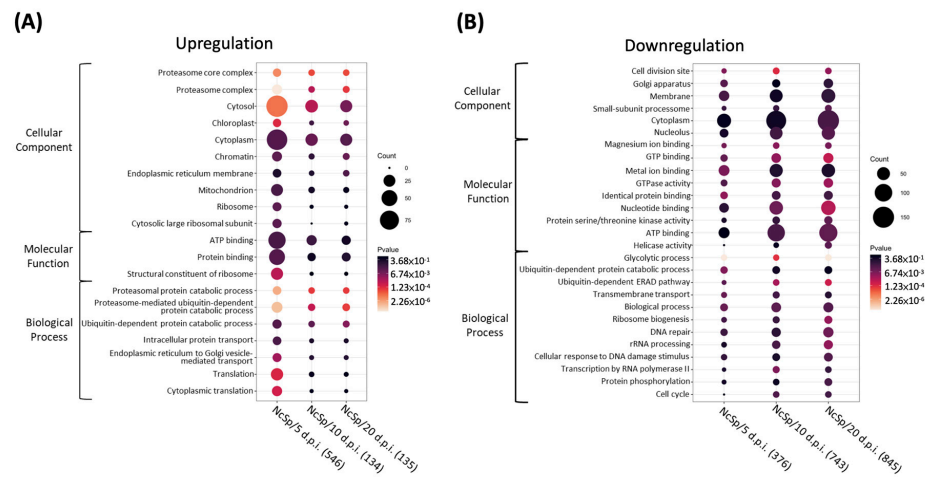 (A)
Upregulation
Cellular
Component
Molecular
Function
Biological
Process
Proteasome core complex
Proteasome complex
Cytosol
Chloroplast
Cytoplasm
Chromatin
Endoplasmic reticulum membrane
Mitochondrion
Ribosome
Cytosolic large ribosomal subunit
ATP binding
Protein binding
Structural constituent of ribosome
Proteasomal protein catabolic process
Proteasome-mediated ubiquitin-dependent
protein catabolic process
Ubiquitin-dependent protein catabolic process
Intracellular protein transport
Endoplasmic reticulum to Golgi vesicle-
mediated transport
Translation
Cytoplasmic translation
NcSp/5 d.p.i. (546)
NcSp/10 d.p.i. (134)
NcSp/20 d.p.i. (135)
Count
0
25
50
75
Pvalue
3.68x10-1
6.74x10-3
1.23x10-4
2.26x10-6
(B)
Downregulation
Cellular
Component
Molecular
Function
Biological
Process
Cell division site
Golgi apparatus
Membrane
Small-subunit processome
Cytoplasm
Nucleolus
Magnesium ion binding
GTP binding
Metal ion binding
GTPase activity
Identical protein binding
Nucleotide binding
Protein serine/threonine kinase activity
ATP binding
Helicase activity
Glycolytic process
Ubiquitin-dependent protein catabolic process
Ubiquitin-dependent ERAD pathway
Transmembrane transport
Biological process
Ribosome biogenesis
DNA repair
rRNA processing
Cellular response to DNA damage stimulus
Transcription by RNA polymerase II
Protein phosphorylation
Cell cycle
NcSp/5 d.p.i. (376)
NcSp/10 d.p.i. (743)
NcSp/20 d.p.i. (845)
Count
50
100
150
Pvalue
3.68x10-1
6.74x10-3
1.23x10-4
2.26x10-6